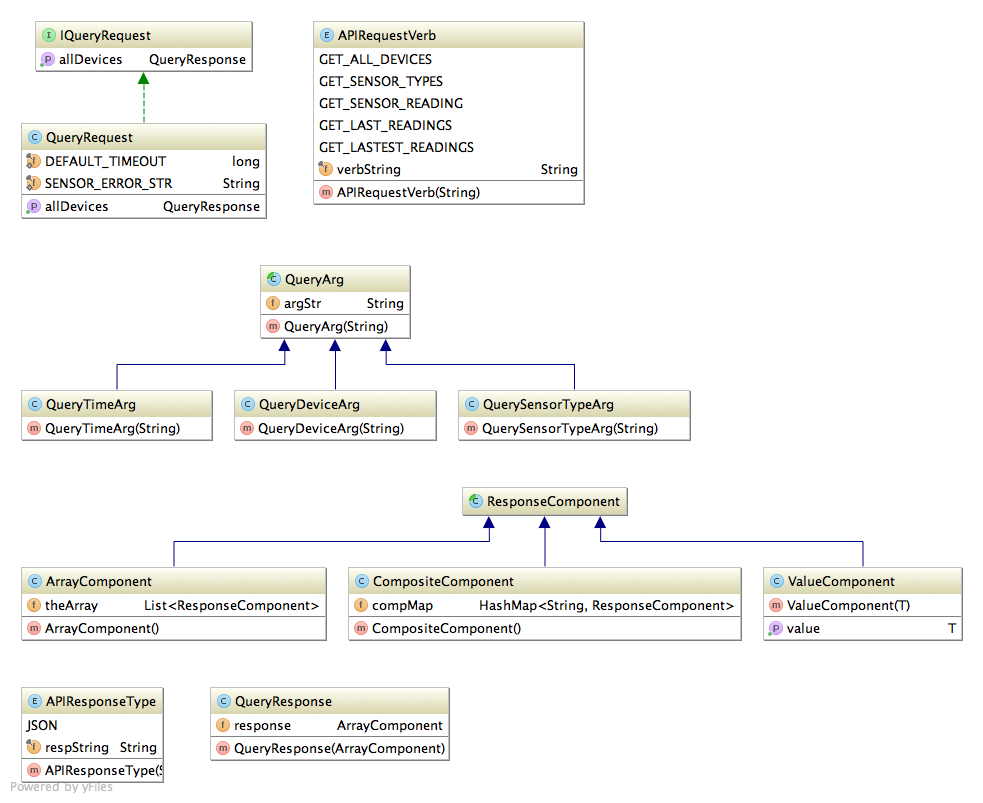 IQueryRequest
allDevices QueryResponse
APIRequestVerb
GET_ALL_DEVICES
GET_SENSOR_TYPES
GET_SENSOR_READING
GET_LAST_READINGS
GET_LASTEST_READINGS
verbString String
APIRequestVerb(String)
QueryRequest
DEFAULT_TIMEOUT long
SENSOR_ERROR_STR String
allDevices QueryResponse
QueryArg
argStr String
QueryArg(String)
QueryTimeArg
QueryTimeArg(String)
QueryDeviceArg
QueryDeviceArg(String)
QuerySensorTypeArg
QuerySensorTypeArg(String)
ResponseComponent
ArrayComponent
theArray List<ResponseComponent>
ArrayComponent()
CompositeComponent
compMap HashMap<String, ResponseComponent>
CompositeComponent()
ValueComponent
ValueComponent(T)
value T
APIResponseType
JSON
respString String
APIResponseType(S
QueryResponse
response ArrayComponent
QueryResponse(ArrayComponent)
Powered by yFiles